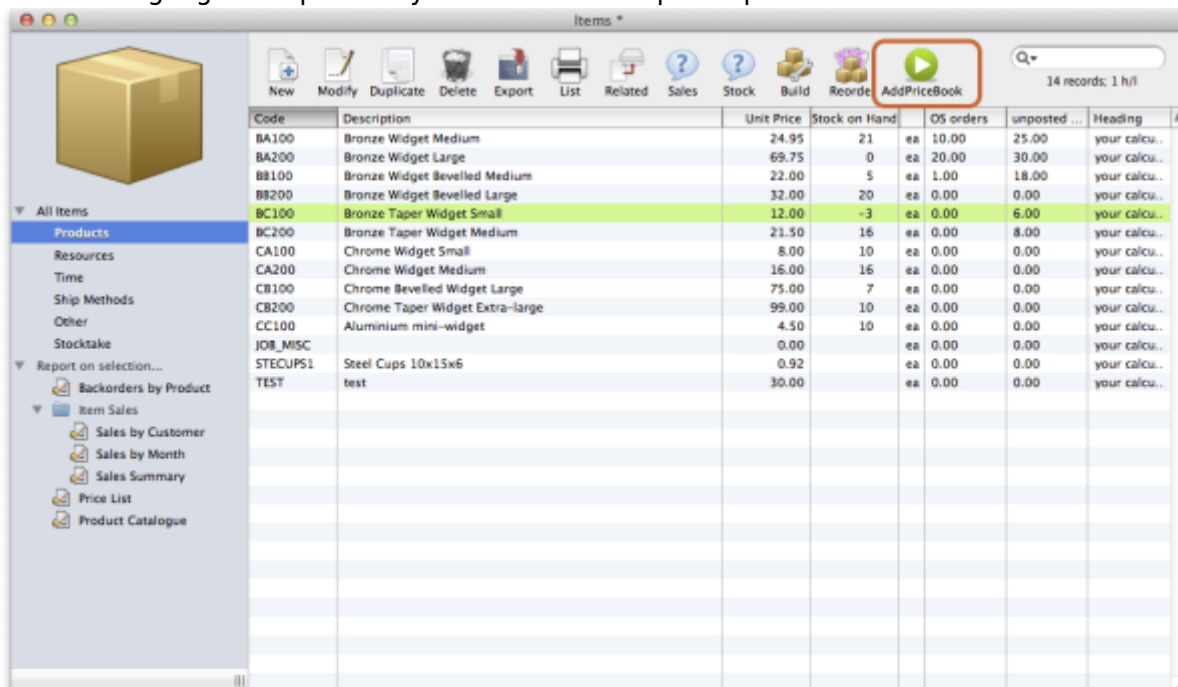 Items *
New Modify Duplicate Delete Export List Related Sales Stock Build Reorde AddPriceBook
14 records; 1 h/l
All Items
Products
Resources
Time
Ship Methods
Other
Stocktake
Report on selection...
Backorders by Product
Item Sales
Sales by Customer
Sales by Month
Sales Summary
Price List
Product Catalogue
Code Description Unit Price Stock on Hand OS orders unposted ... Heading
BA100 Bronze Widget Medium 24.95 21 ea 10.00 25.00 your calcu..
BA200 Bronze Widget Large 69.75 0 ea 20.00 30.00 your calcu..
BB100 Bronze Widget Bevelled Medium 22.00 5 ea 1.00 18.00 your calcu..
BB200 Bronze Widget Bevelled Large 32.00 20 ea 0.00 0.00 your calcu..
BC100 Bronze Taper Widget Small 12.00 -3 ea 0.00 6.00 your calcu..
BC200 Bronze Taper Widget Medium 21.50 16 ea 0.00 8.00 your calcu..
CA100 Chrome Widget Small 8.00 10 ea 0.00 0.00 your calcu..
CA200 Chrome Widget Medium 16.00 16 ea 0.00 0.00 your calcu..
CB100 Chrome Bevelled Widget Large 75.00 7 ea 0.00 0.00 your calcu..
CB200 Chrome Taper Widget Extra-large 99.00 10 ea 0.00 0.00 your calcu..
CC100 Aluminium mini-widget 4.50 10 ea 0.00 0.00 your calcu..
JOB_MISC 0.00 ea 0.00 0.00 your calcu..
STECUPS1 Steel Cups 10x15x6 0.92 ea 0.00 0.00 your calcu..
TEST test 30.00 ea 0.00 0.00 your calcu..